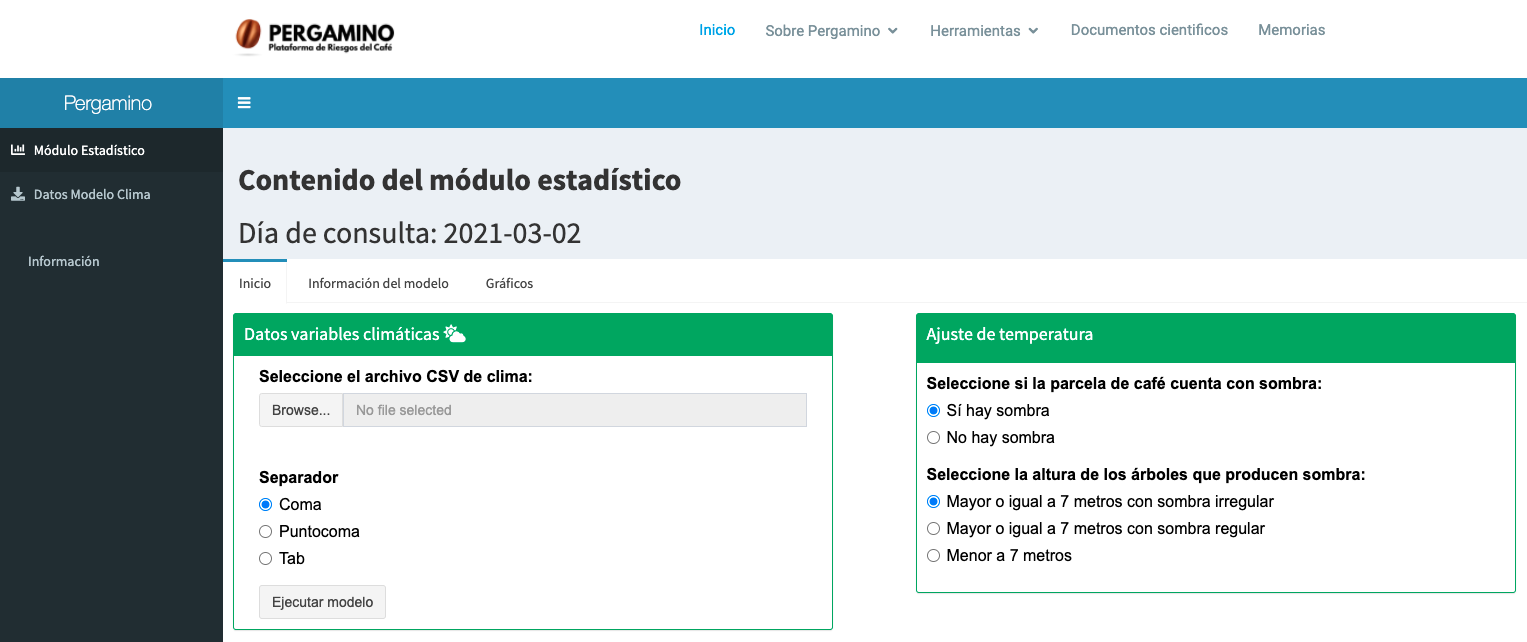 PERGAMINO
Plataforma de Riesgos del Café
Inicio
Sobre Pergamino
Herramientas
Documentos cientificos
Memorias
Pergamino
Módulo Estadístico
Datos Modelo Clima
Información
Contenido del módulo estadístico
Día de consulta: 2021-03-02
Inicio
Información del modelo
Gráficos
Datos variables climáticas
Seleccione el archivo CSV de clima:
Browse...
No file selected
Separador
Coma
Puntocoma
Tab
Ejecutar modelo
Ajuste de temperatura
Seleccione si la parcela de café cuenta con sombra:
Sí hay sombra
No hay sombra
Seleccione la altura de los árboles que producen sombra:
Mayor o igual a 7 metros con sombra irregular
Mayor o igual a 7 metros con sombra regular
Menor a 7 metros